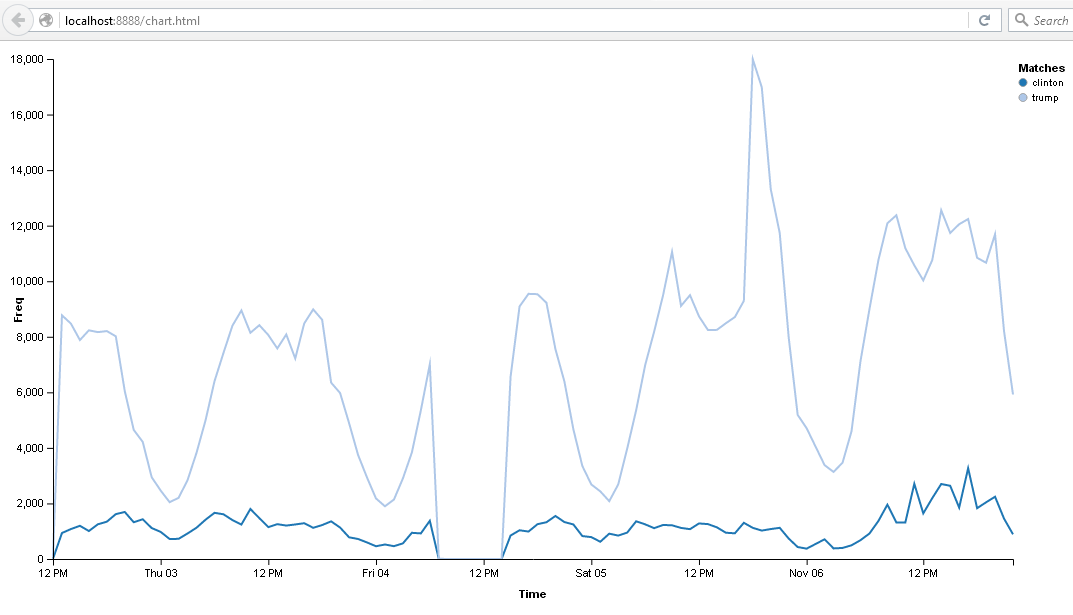 localhost:8888/chart.html
Search
Matches
clinton
trump
18,000
16,000
14,000
12,000
10,000
8,000
6,000
4,000
2,000
0
Freq
12 PM Thu 03 12 PM Fri 04 12 PM Sat 05 12 PM Nov 06 12 PM
Time